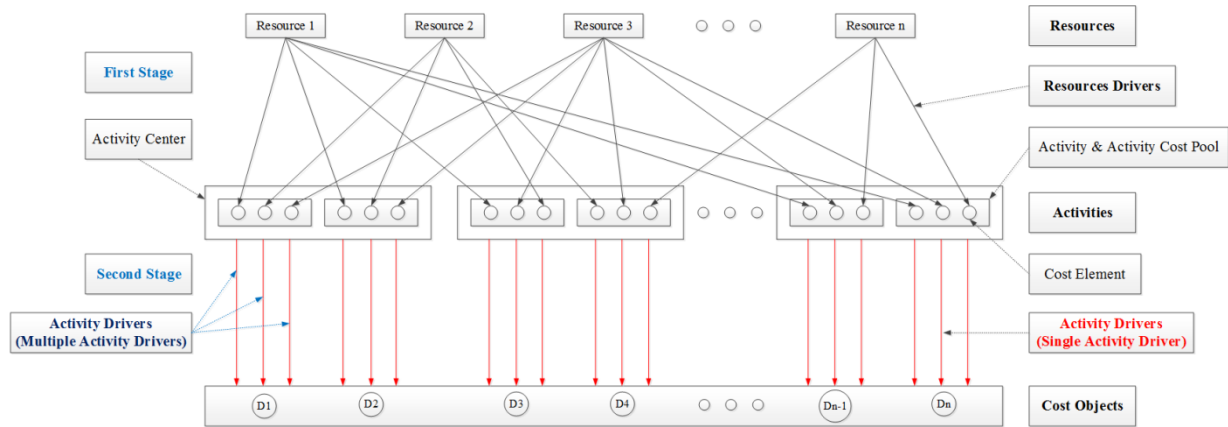 Resource 1
Resource 2
Resource 3
Resource n
Resources
First Stage
Resources Drivers
Activity Center
Activity & Activity Cost Pool
Activities
Second Stage
Cost Element
Activity Drivers
(Multiple Activity Drivers)
Activity Drivers
(Single Activity Driver)
D1
D2
D3
D4
Dn-1
Dn
Cost Objects